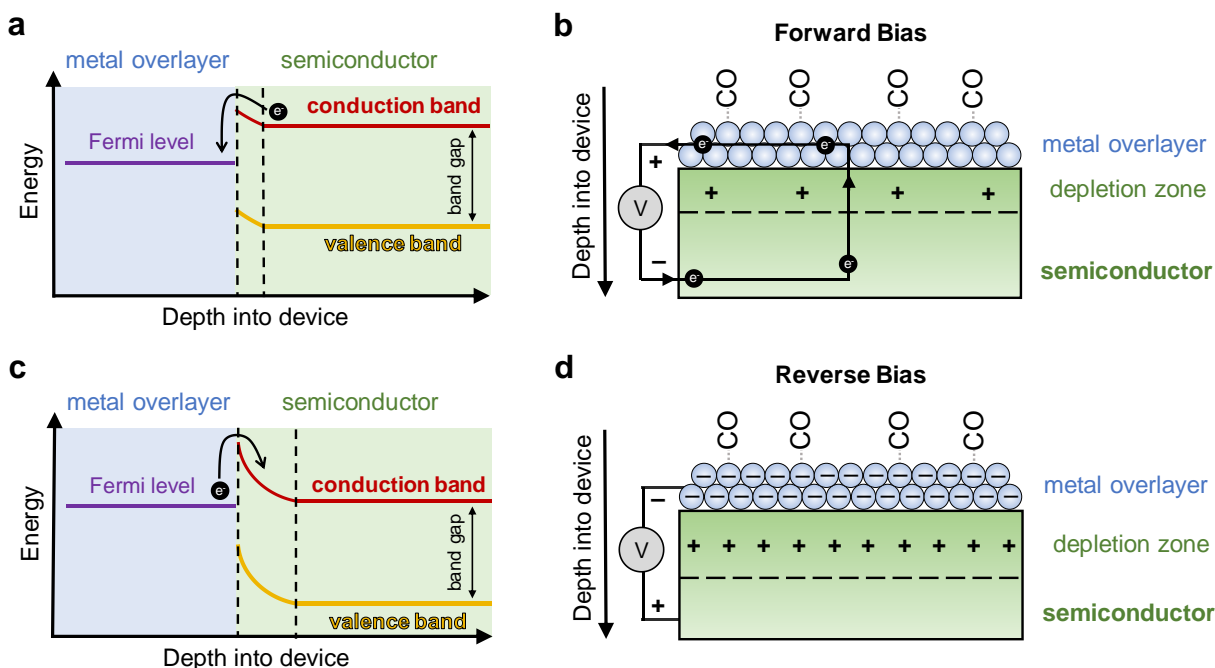 a
metal overlayer
semiconductor
e-
conduction band
Fermi level
band gap
valence band
Energy
Depth into device
b
Forward Bias
CO CO CO CO
Depth into device
+
V
−
e- e-
e- e-
+ + + +
metal overlayer
depletion zone
semiconductor
c
metal overlayer
semiconductor
Fermi level
e-
conduction band
band gap
valence band
Energy
Depth into device
d
Reverse Bias
CO CO CO CO
Depth into device
−
V
+
− − − − − − − − − − − −
− − − − − − − − − − − − −
+ + + + + + + + + +
metal overlayer
depletion zone
semiconductor